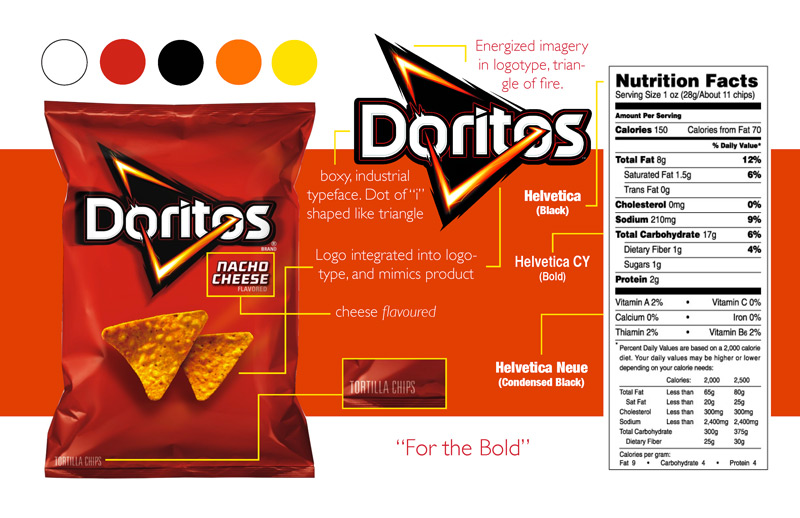 Energized imagery
in logotype, trian-
gle of fire.
Doritos
™
boxy, industrial
typeface. Dot of "i"
shaped like triangle
Logo integrated into logo-
type, and mimics product
cheese flavoured
Doritos
®
BRAND
NACHO
CHEESE
FLAVORED
TORTILLA CHIPS
TORTILLA CHIPS
"For the Bold"
Helvetica
(Black)
Helvetica CY
(Bold)
Helvetica Neue
(Condensed Black)
Nutrition Facts
Serving Size 1 oz (28g/About 11 chips)
Amount Per Serving
Calories 150 Calories from Fat 70
% Daily Value*
Total Fat 8g 12%
Saturated Fat 1.5g 6%
Trans Fat 0g
Cholesterol 0mg 0%
Sodium 210mg 9%
Total Carbohydrate 17g 6%
Dietary Fiber 1g 4%
Sugars 1g
Protein 2g
Vitamin A 2% • Vitamin C 0%
Calcium 0% • Iron 0%
Thiamin 2% • Vitamin B6 2%
* Percent Daily Values are based on a 2,000 calorie
diet. Your daily values may be higher or lower
depending on your calorie needs:
Calories: 2,000 2,500
Total Fat Less than 65g 80g
Sat Fat Less than 20g 25g
Cholesterol Less than 300mg 300mg
Sodium Less than 2,400mg 2,400mg
Total Carbohydrate 300g 375g
Dietary Fiber 25g 30g
Calories per gram:
Fat 9 • Carbohydrate 4 • Protein 4